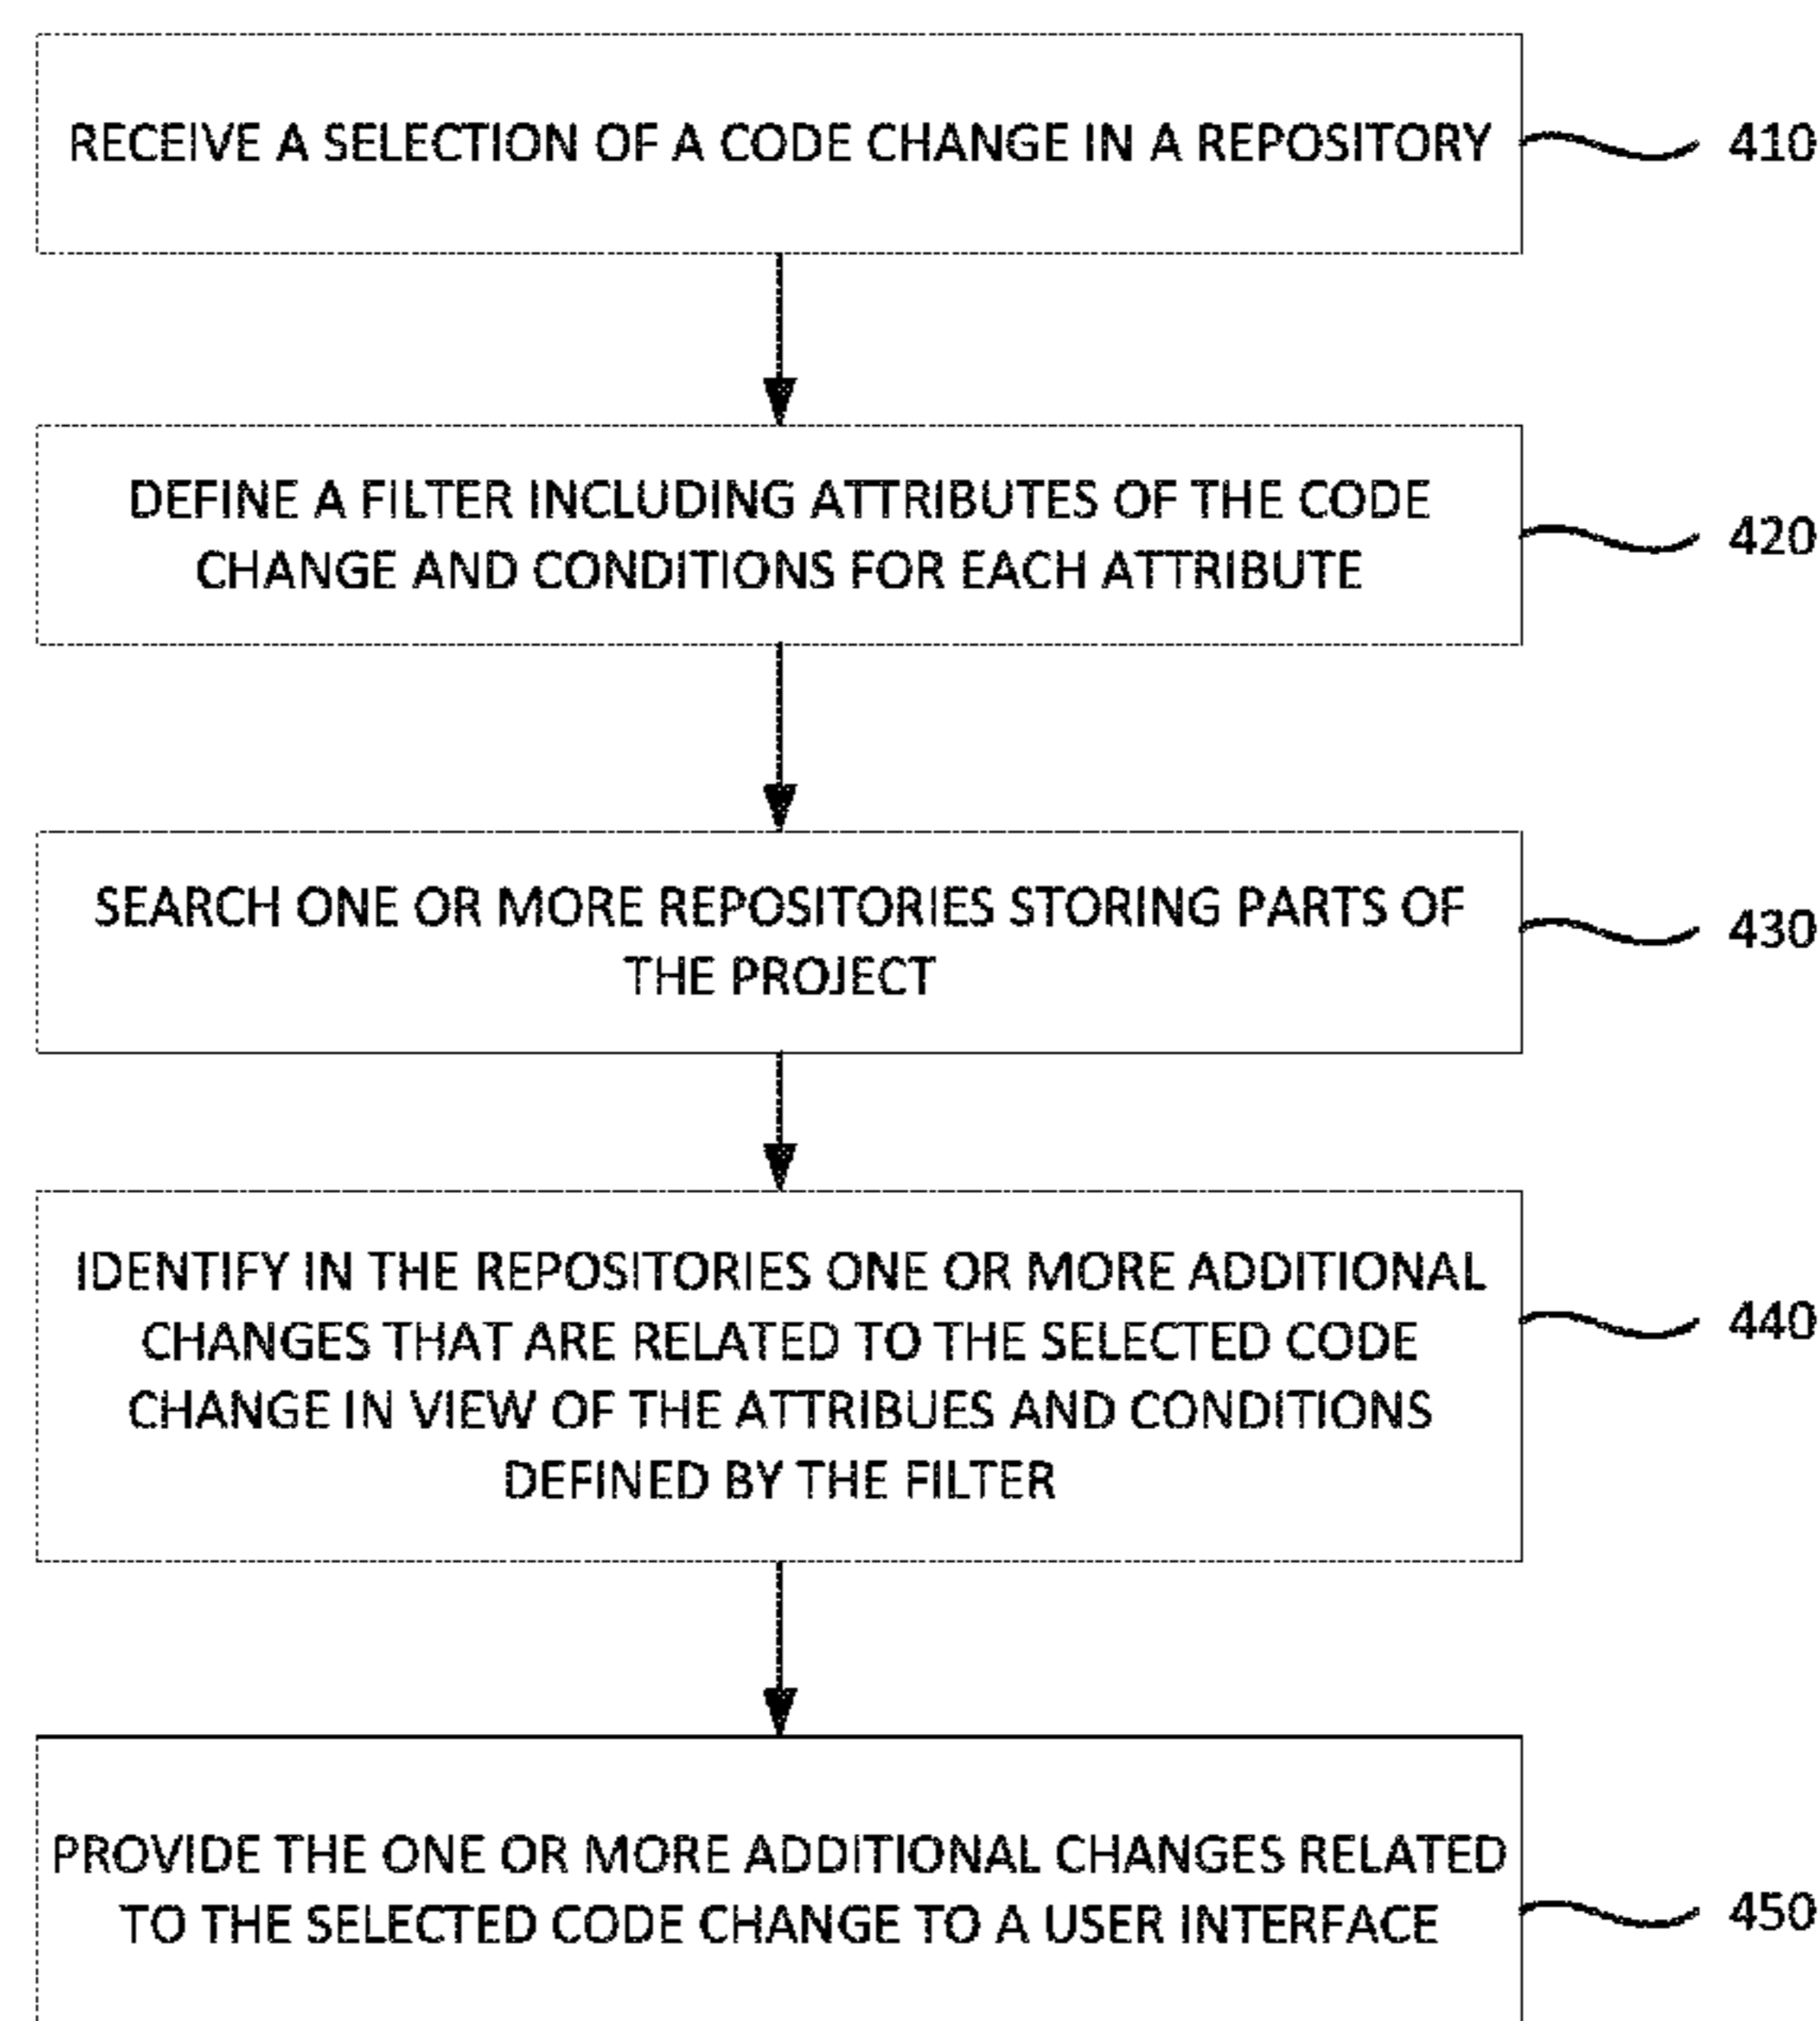 RECEIVE A SELECTION OF A CODE CHANGE IN A REPOSITORY
410
DEFINE A FILTER INCLUDING ATTRIBUTES OF THE CODE
CHANGE AND CONDITIONS FOR EACH ATTRIBUTE
420
SEARCH ONE OR MORE REPOSITORIES STORING PARTS OF
THE PROJECT
430
IDENTIFY IN THE REPOSITORIES ONE OR MORE ADDITIONAL
CHANGES THAT ARE RELATED TO THE SELECTED CODE
CHANGE IN VIEW OF THE ATTRIBUES AND CONDITIONS
DEFINED BY THE FILTER
440
PROVIDE THE ONE OR MORE ADDITIONAL CHANGES RELATED
TO THE SELECTED CODE CHANGE TO A USER INTERFACE
450